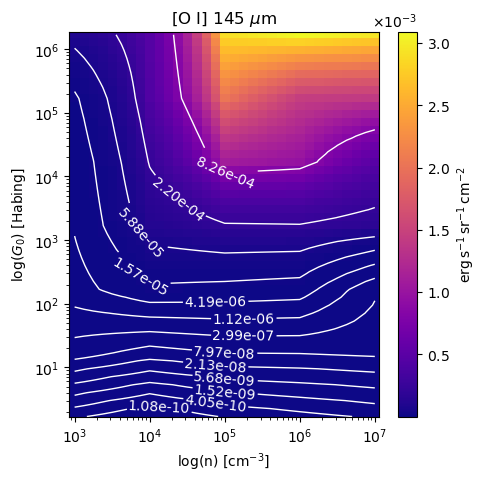 [O I] 145 μm
×10⁻³
10⁶
10⁵
10⁴
10³
10²
10¹
log(G₀) [Habing]
8.26e-04
2.20e-04
5.88e-05
1.57e-05
4.19e-06
1.12e-06
2.99e-07
7.97e-08
2.13e-08
5.68e-09
1.52e-09
4.05e-10
1.08e-10
10³ 10⁴ 10⁵ 10⁶ 10⁷
log(n) [cm⁻³]
3.0
2.5
2.0
1.5
1.0
0.5
erg s⁻¹ sr⁻¹ cm⁻²